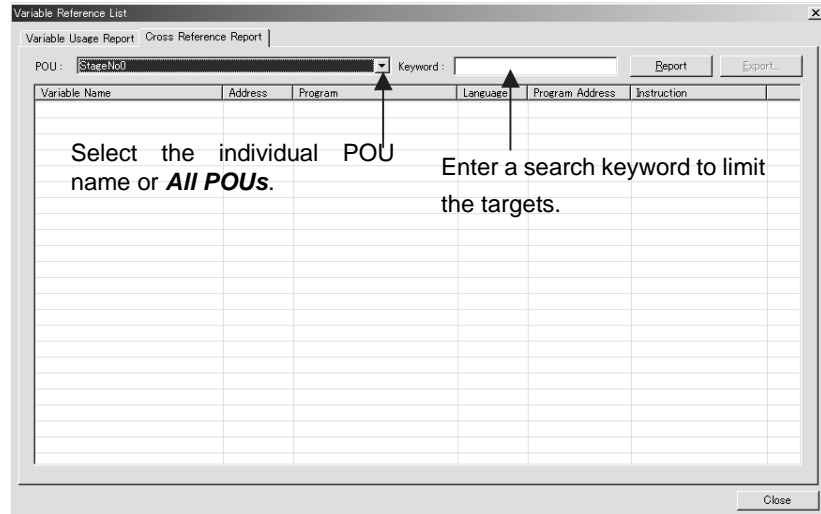 Variable Reference List
Variable Usage Report Cross Reference Report
POU : StageNo0 Keyword : Report Export...
Variable Name Address Program Language Program Address Instruction
Select the individual POU
name or All POUs.
Enter a search keyword to limit
the targets.
Close